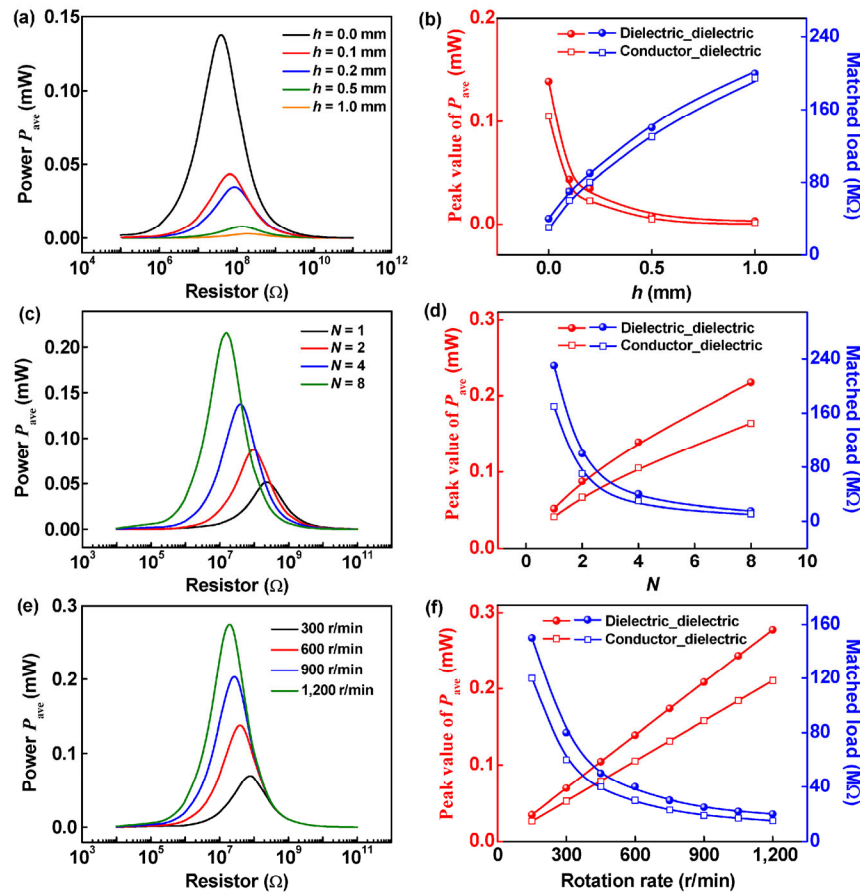 (a)
Power Pave (mW)
0.15
0.10
0.05
0.00
h = 0.0 mm
h = 0.1 mm
h = 0.2 mm
h = 0.5 mm
h = 1.0 mm
10^4 10^6 10^8 10^10 10^12
Resistor (Ω)
(b)
Peak value of Pave (mW)
0.2
0.1
0.0
Dielectric_dielectric
Conductor_dielectric
240
160
80
0
Matched load (MΩ)
0.0 0.5 1.0
h (mm)
(c)
Power Pave (mW)
0.20
0.15
0.10
0.05
0.00
N = 1
N = 2
N = 4
N = 8
10^3 10^5 10^7 10^9 10^11
Resistor (Ω)
(d)
Peak value of Pave (mW)
0.3
0.2
0.1
0.0
Dielectric_dielectric
Conductor_dielectric
240
160
80
0
Matched load (MΩ)
0 2 4 6 8 10
N
(e)
Power Pave (mW)
0.3
0.2
0.1
0.0
300 r/min
600 r/min
900 r/min
1,200 r/min
10^3 10^5 10^7 10^9 10^11
Resistor (Ω)
(f)
Peak value of Pave (mW)
0.3
0.2
0.1
0.0
Dielectric_dielectric
Conductor_dielectric
160
120
80
40
0
Matched load (MΩ)
300 600 900 1,200
Rotation rate (r/min)